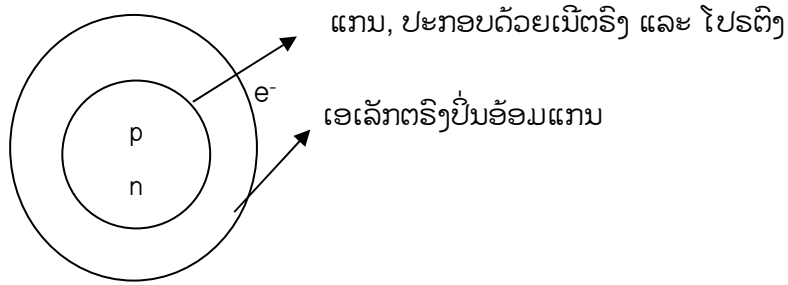 ແກນ, ປະກອບດ້ວຍເນີຕຣົງ ແລະ ໂປຣຕົງ
e-
ເອເລັກຕຣົງປິ່ນອ້ອມແກນ
p
n